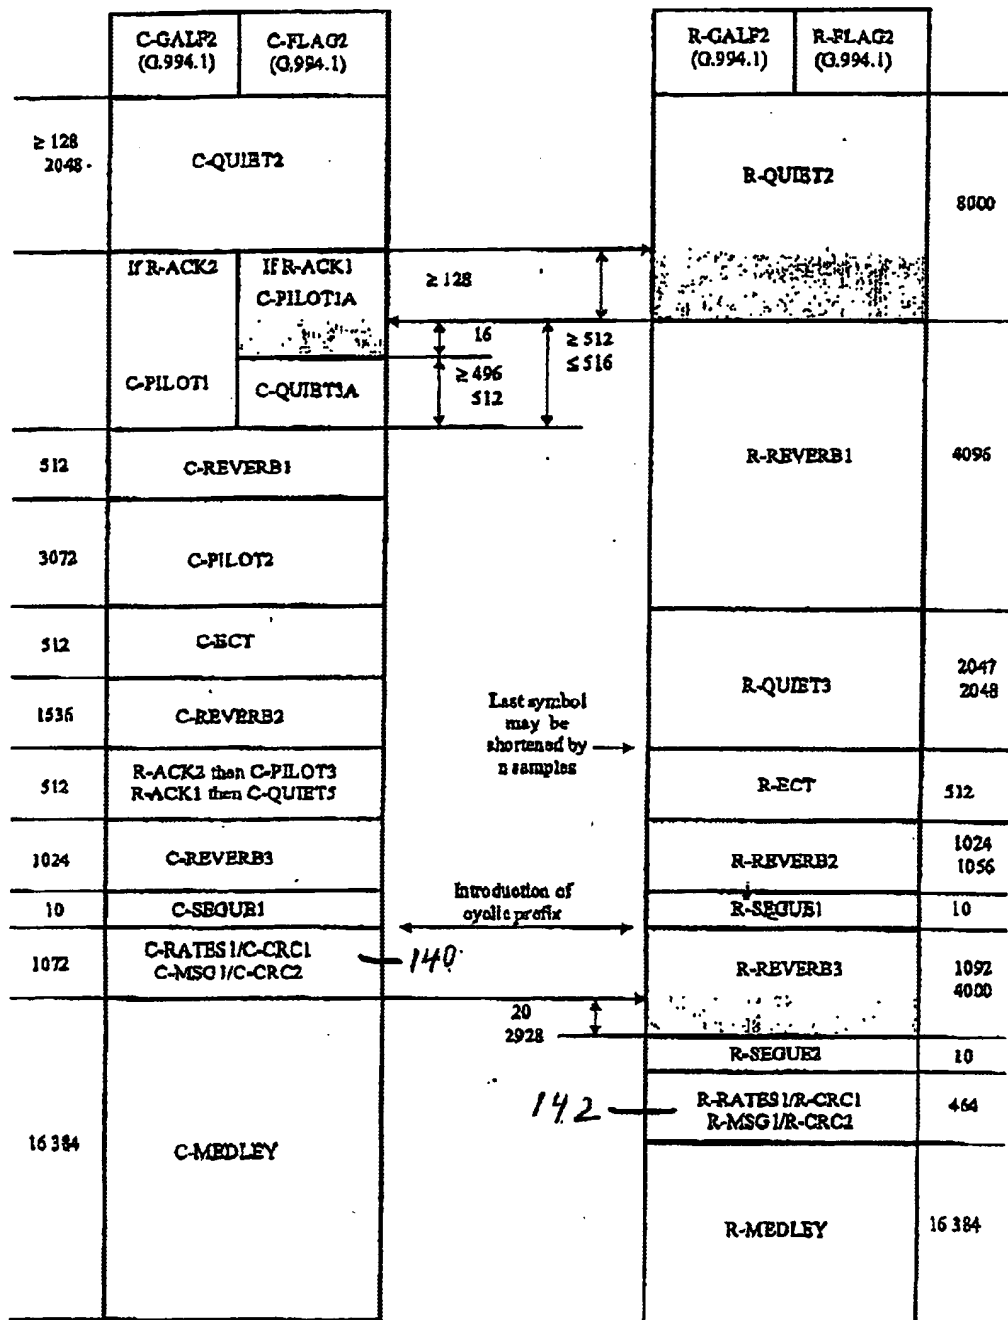 C-GALF2 C-FLAG2 R-GALF2 R-FLAG2
(G.994.1) (G.994.1) (G.994.1) (G.994.1)
≥ 128
2048
C-QUIET2
R-QUIET2
8000
If R-ACK2
If R-ACK1
C-PILOT1A
≥ 128
16
≥ 512
≤ 516
C-PILOT1
C-QUIET3A
≥ 496
512
512
C-REVERB1
R-REVERB1
4096
3072
C-PILOT2
512
C-ECT
R-QUIET3
2047
2048
1536
C-REVERB2
Last symbol
may be
shortened by
n samples
512
R-ACK2 then C-PILOT3
R-ACK1 then C-QUIET5
R-ECT
512
1024
C-REVERB3
R-REVERB2
1024
1056
10
C-SEGUE1
Introduction of
cyclic prefix
R-SEGUE1
10
1072
C-RATES1/C-CRC1
C-MSG1/C-CRC2
140
R-REVERB3
1092
4000
20
2928
R-SEGUE2
10
142
R-RATES1/R-CRC1
R-MSG1/R-CRC2
464
16 384
C-MEDLEY
R-MEDLEY
16 384